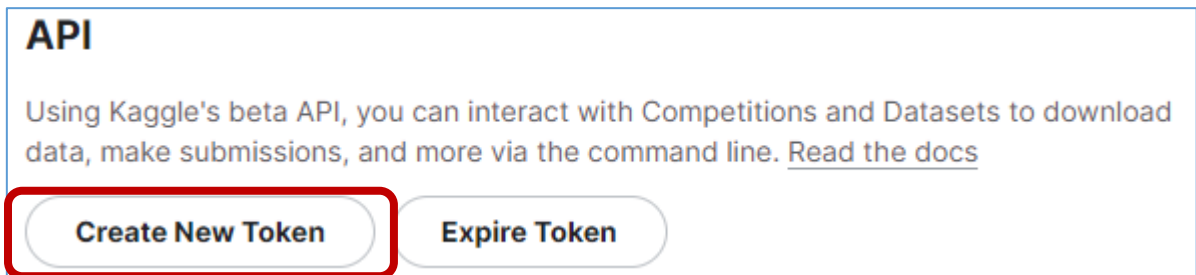 API
Using Kaggle's beta API, you can interact with Competitions and Datasets to download
data, make submissions, and more via the command line. Read the docs
Create New Token Expire Token